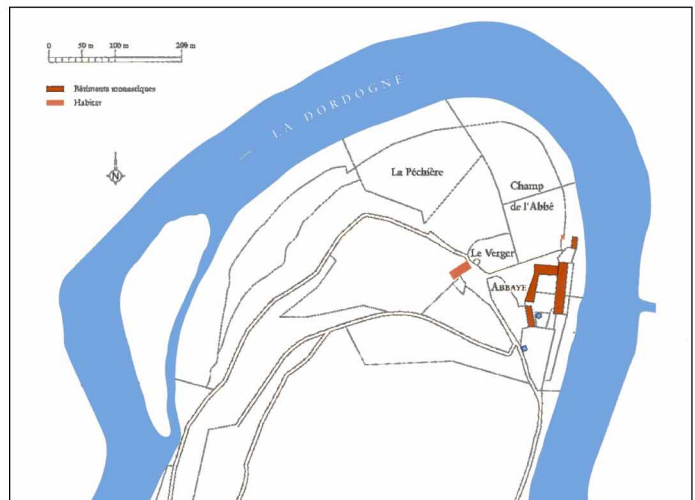 0 50 m 100 m 200 m
Bâtiments monastiques
Habitat
N
LA DORDOGNE
La Pêchière
Champ
de l'Abbé
Le Verger
ABBAYE